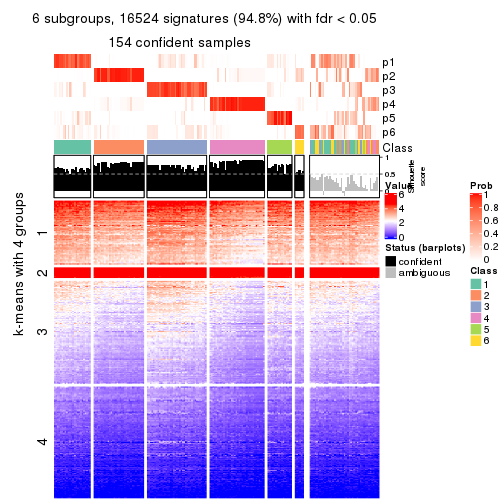 6 subgroups, 16524 signatures (94.8%) with fdr < 0.05
154 confident samples
p1
p2
p3
p4
p5
p6
Class
1
0.5
0
Silhouette
score
k-means with 4 groups
1
2
3
4
Value
6
4
2
0
Status (barplots)
confident
ambiguous
Prob
1
0.8
0.6
0.4
0.2
0
Class
1
2
3
4
5
6